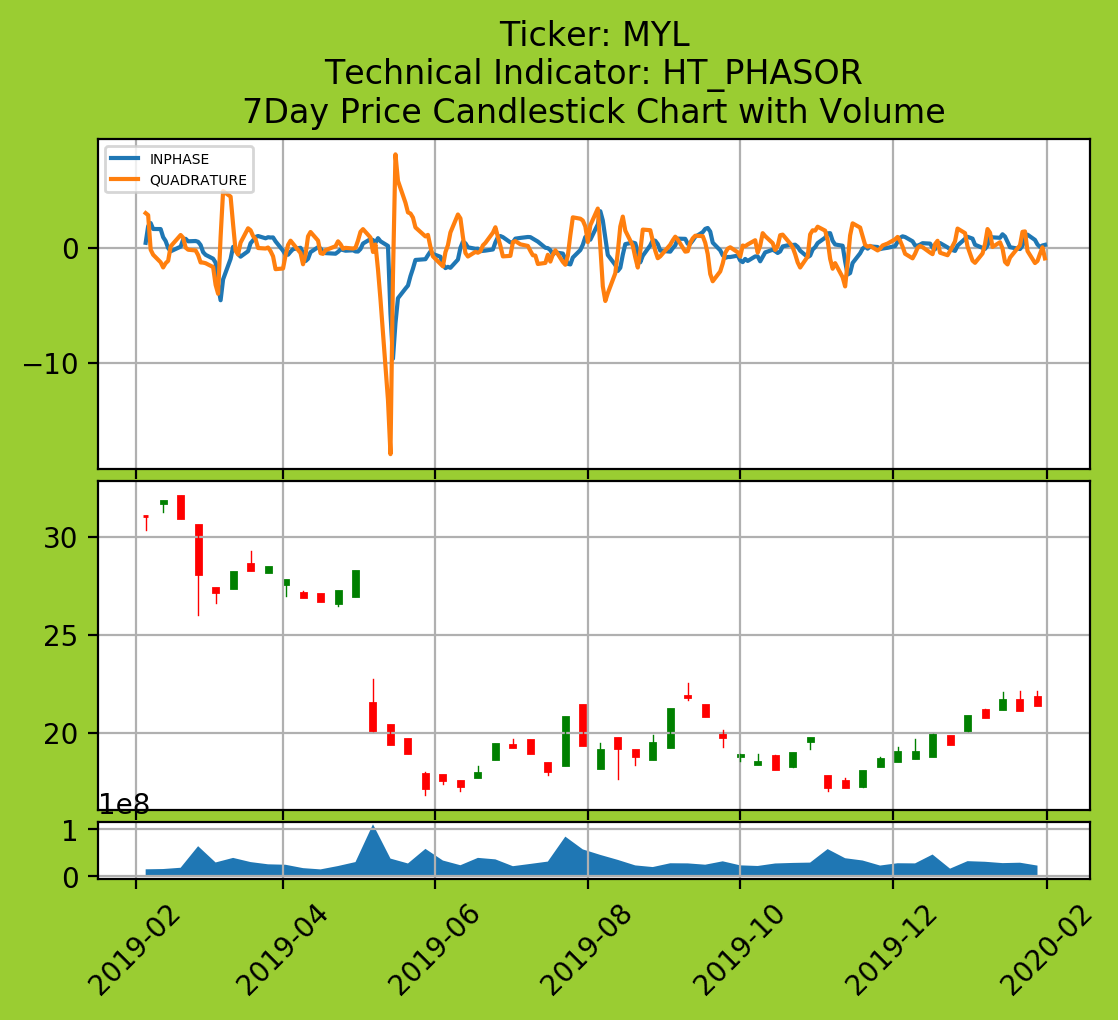 Ticker: MYL
Technical Indicator: HT_PHASOR
7Day Price Candlestick Chart with Volume
INPHASE
QUADRATURE
0
−10
30
25
20
1e8
1
0
2019-02
2019-04
2019-06
2019-08
2019-10
2019-12
2020-02